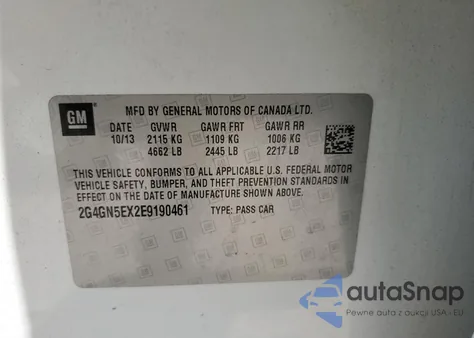 GM
MFD BY GENERAL MOTORS OF CANADA LTD.
DATE GVWR GAWR FRT GAWR RR
10/13 2115 KG 1109 KG 1006 KG
4662 LB 2445 LB 2217 LB
THIS VEHICLE CONFORMS TO ALL APPLICABLE U.S. FEDERAL MOTOR
VEHICLE SAFETY, BUMPER, AND THEFT PREVENTION STANDARDS IN
EFFECT ON THE DATE OF MANUFACTURE SHOWN ABOVE.
2G4GN5EX2E9190461 TYPE: PASS CAR
autoSnap
Pewne auta z aukcji USA - EU